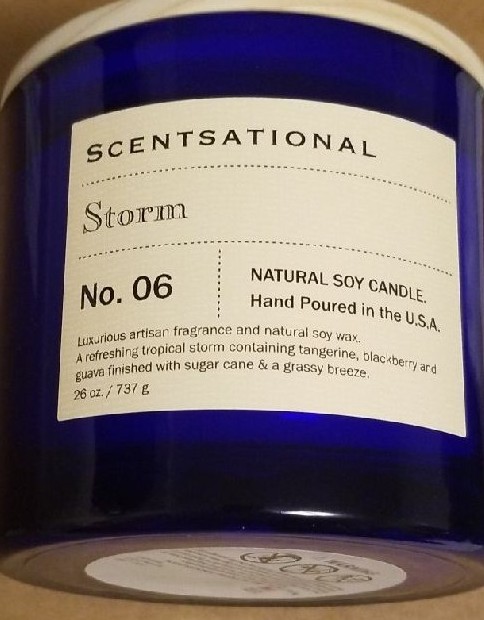 SCENTSATIONAL
Storm
No. 06
NATURAL SOY CANDLE.
Hand Poured in the U.S.A.
Luxurious artisan fragrance and natural soy wax.
A refreshing tropical storm containing tangerine, blackberry and
guava finished with sugar cane & a grassy breeze.
26 oz. / 737 g